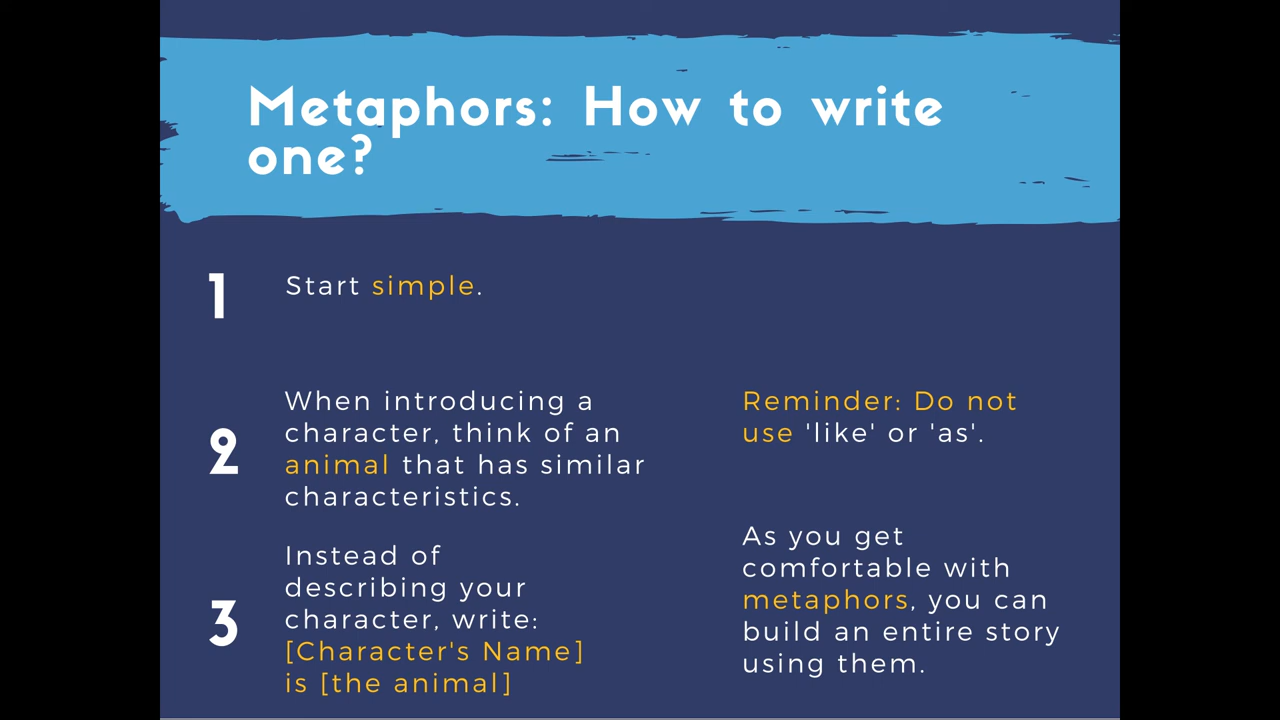 Metaphors: How to write
one?
1
Start simple.
2
When introducing a
character, think of an
animal that has similar
characteristics.
Reminder: Do not
use 'like' or 'as'.
3
Instead of
describing your
character, write:
[Character's Name]
is [the animal]
As you get
comfortable with
metaphors, you can
build an entire story
using them.